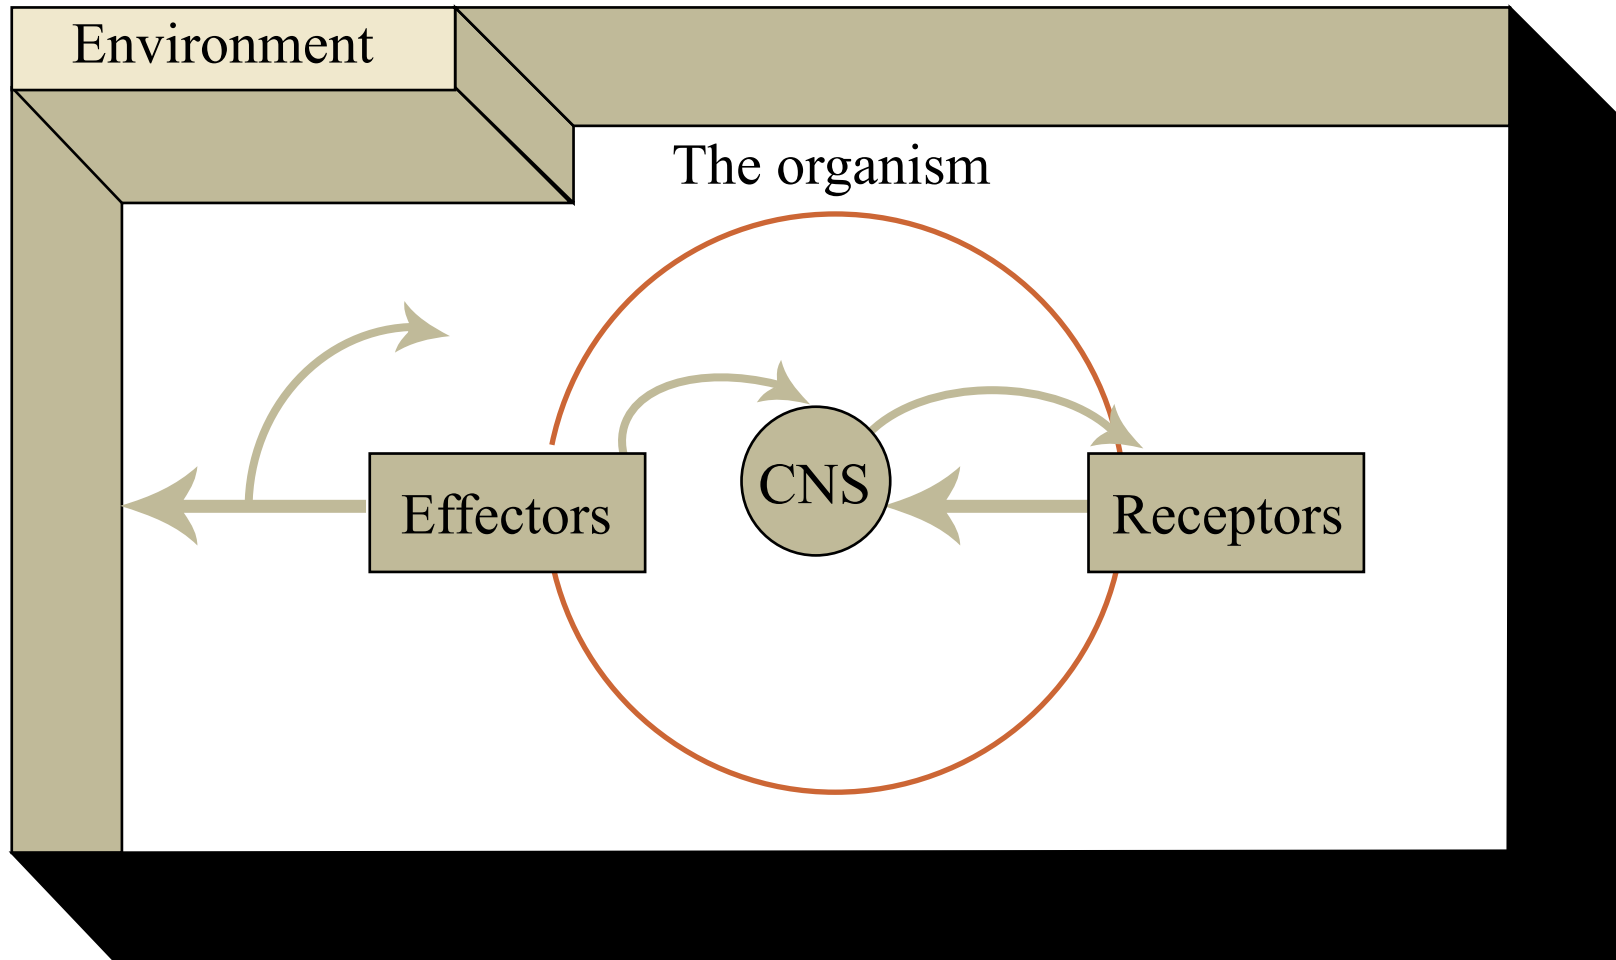 Environment
The organism
Effectors
CNS
Receptors